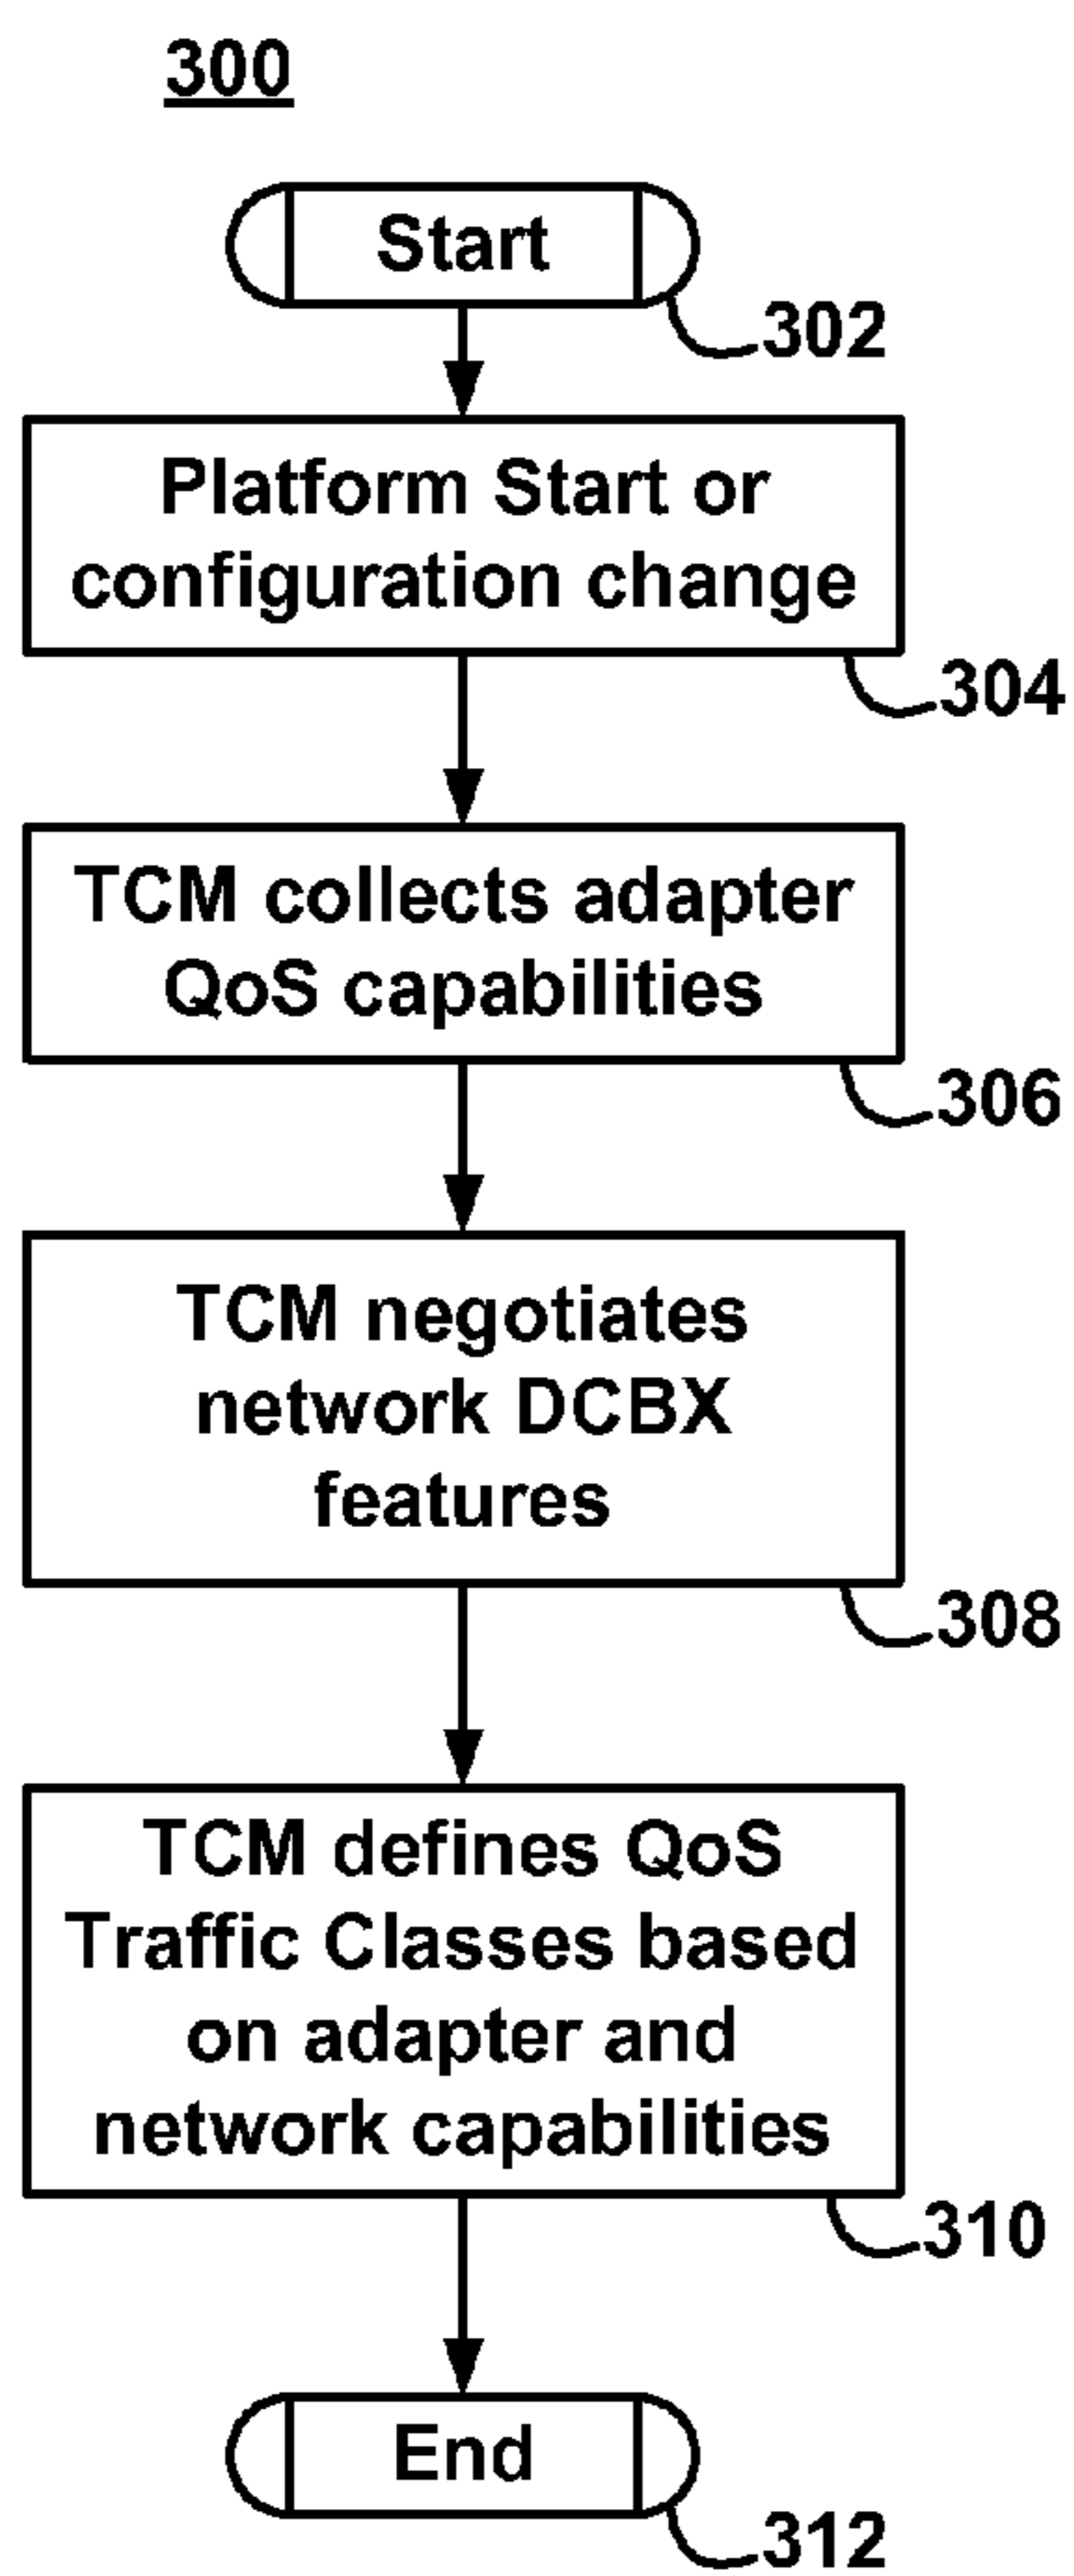 300
Start
302
Platform Start or
configuration change
304
TCM collects adapter
QoS capabilities
306
TCM negotiates
network DCBX
features
308
TCM defines QoS
Traffic Classes based
on adapter and
network capabilities
310
End
312